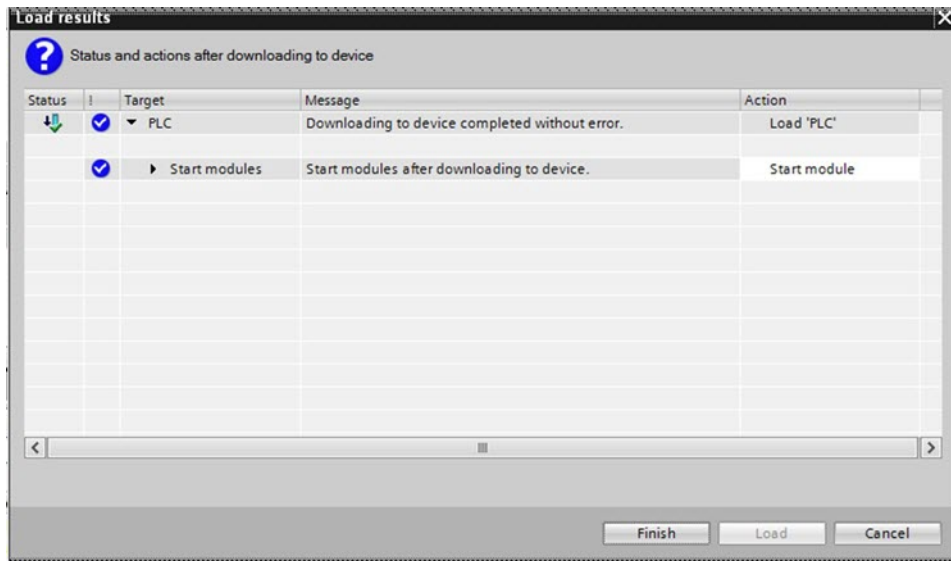 Load results
Status and actions after downloading to device
Status ! Target Message Action
PLC Downloading to device completed without error. Load 'PLC'
Start modules Start modules after downloading to device. Start module
Finish Load Cancel